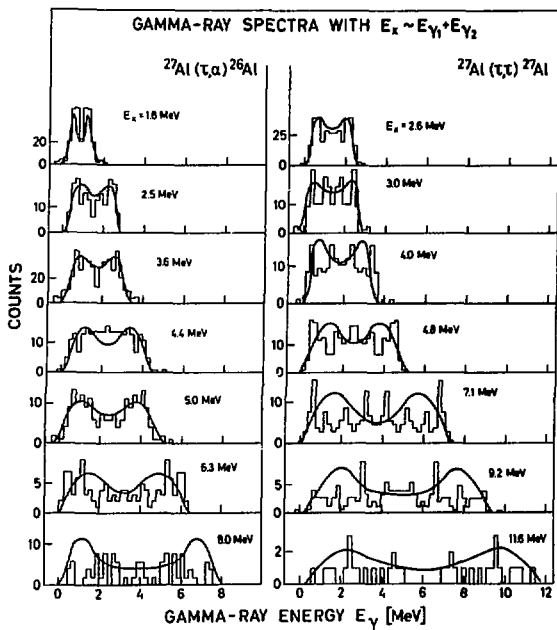 GAMMA-RAY SPECTRA WITH Eₓ ~ Eγ₁+Eγ₂
²⁷Al (τ,α) ²⁶Al
²⁷Al (τ,τ) ²⁷Al
COUNTS
Eₓ = 1.8 MeV
20
0
2.5 MeV
20
10
0
3.6 MeV
20
0
4.4 MeV
10
0
5.0 MeV
10
0
6.3 MeV
5
0
8.0 MeV
10
5
0
0 2 4 6 8
Eₓ = 2.6 MeV
25
0
3.0 MeV
10
0
4.0 MeV
10
0
4.8 MeV
10
0
7.1 MeV
10
0
9.2 MeV
5
0
11.6 MeV
2
0
0 2 4 6 8 10 12
GAMMA-RAY ENERGY Eγ [MeV]